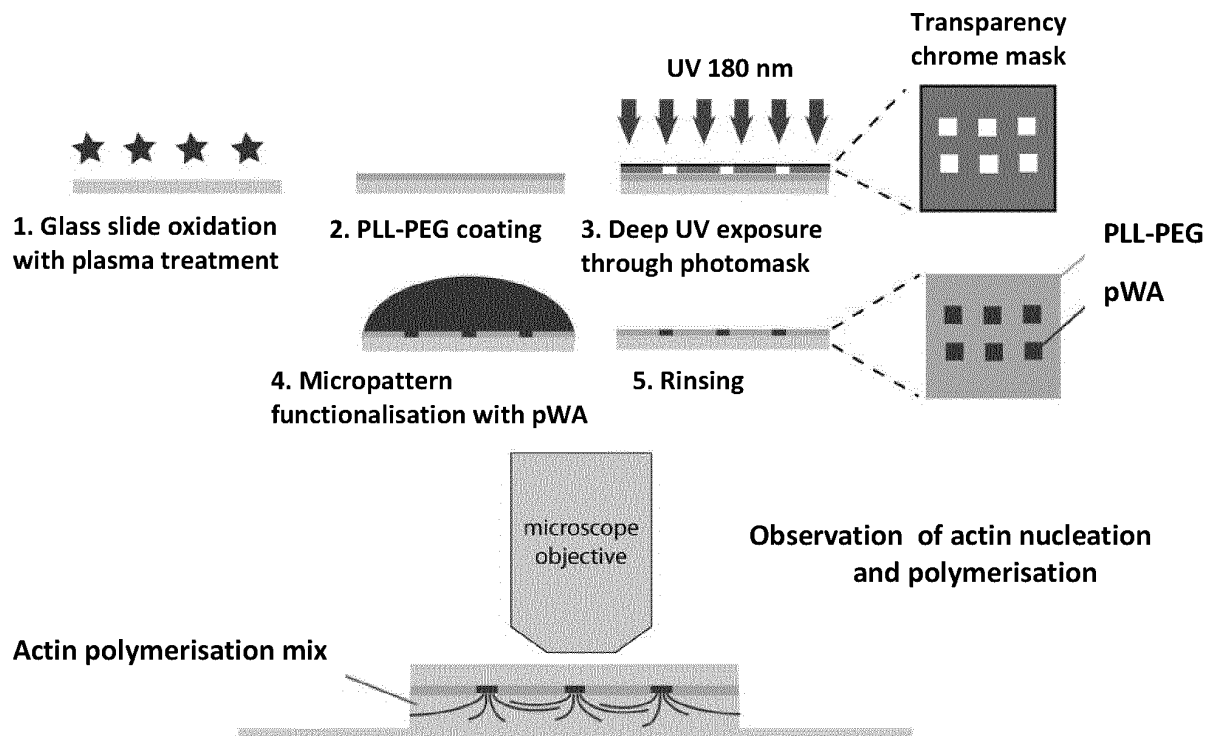 Transparency
chrome mask
UV 180 nm
1. Glass slide oxidation
with plasma treatment
2. PLL-PEG coating
3. Deep UV exposure
through photomask
PLL-PEG
pWA
4. Micropattern
functionalisation with pWA
5. Rinsing
microscope
objective
Observation of actin nucleation
and polymerisation
Actin polymerisation mix